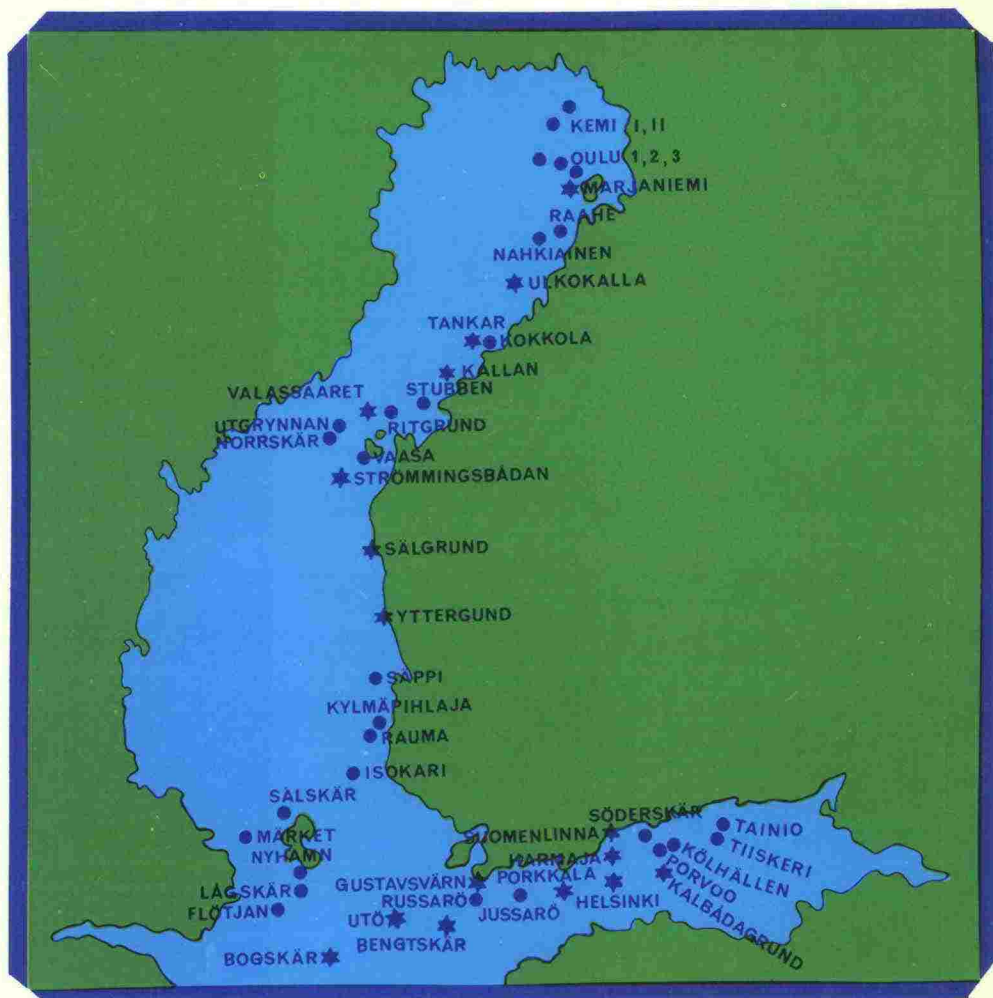 KEMI I, II
OULU 1, 2, 3
MARJANIEMI
RAAHE
NAHKIAINEN
ULKOKALLA
TANKAR
KOKKOLA
KALLAN
STUBBEN
VALASSAARET
RITGRUND
UTGRYNNAN
NORRSKÄR
VAASA
STRÖMMINGSBÅDAN
SÄLGRUND
YTTERGUND
SÄPPI
KYLMÄPIHLAJA
RAUMA
ISOKARI
SÄLSKÄR
MÄRKET
NYHAMN
LÅGSKÄR
FLÖTJAN
BOGSKÄR
SÖDERSKÄR
SUOMENLINNA
HARMAJA
PORKKALA
GUSTAVSVÄRN
RUSSARÖ
JUSSARÖ
UTÖ
BENGTSKÄR
HELSINKI
TAINIO
TIISKERI
KÖLHÄLLEN
PORVOO
KALBÅDAGRUND